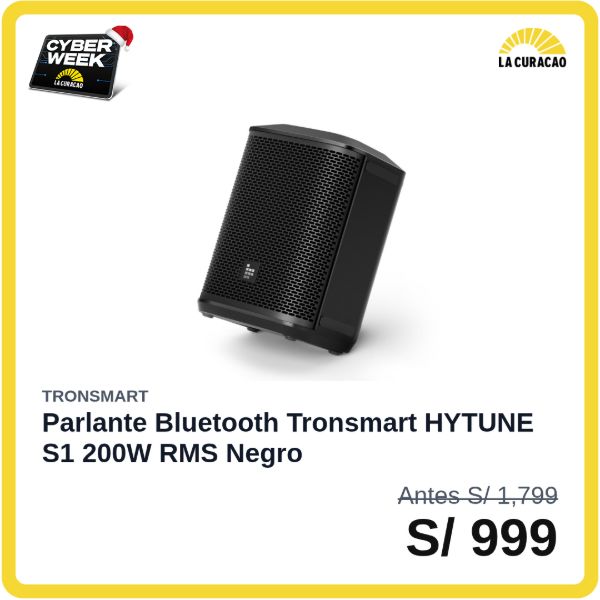 CYBER
WEEK
LA CURACAO
LA CURACAO
TRONSMART
Parlante Bluetooth Tronsmart HYTUNE
S1 200W RMS Negro
Antes S/ 1,799
S/ 999